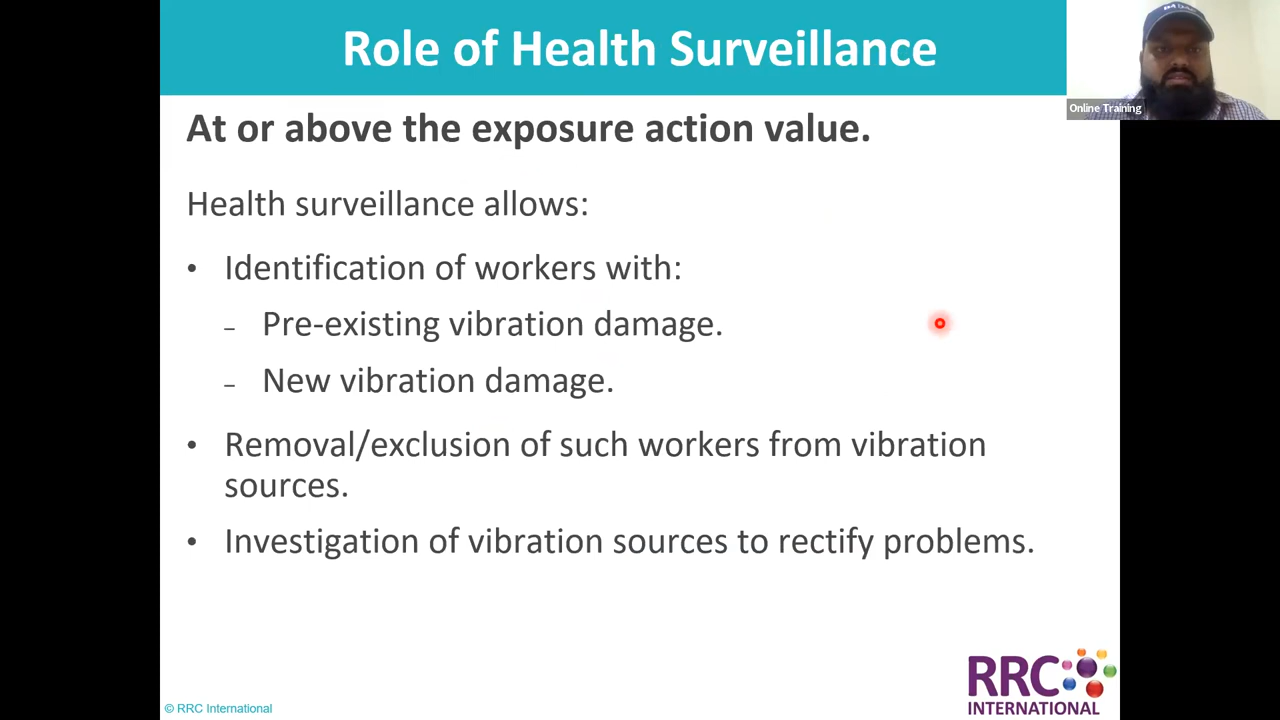 Role of Health Surveillance
Online Training
At or above the exposure action value.
Health surveillance allows:
• Identification of workers with:
– Pre-existing vibration damage.
– New vibration damage.
• Removal/exclusion of such workers from vibration
sources.
• Investigation of vibration sources to rectify problems.
RRC
INTERNATIONAL
© RRC International